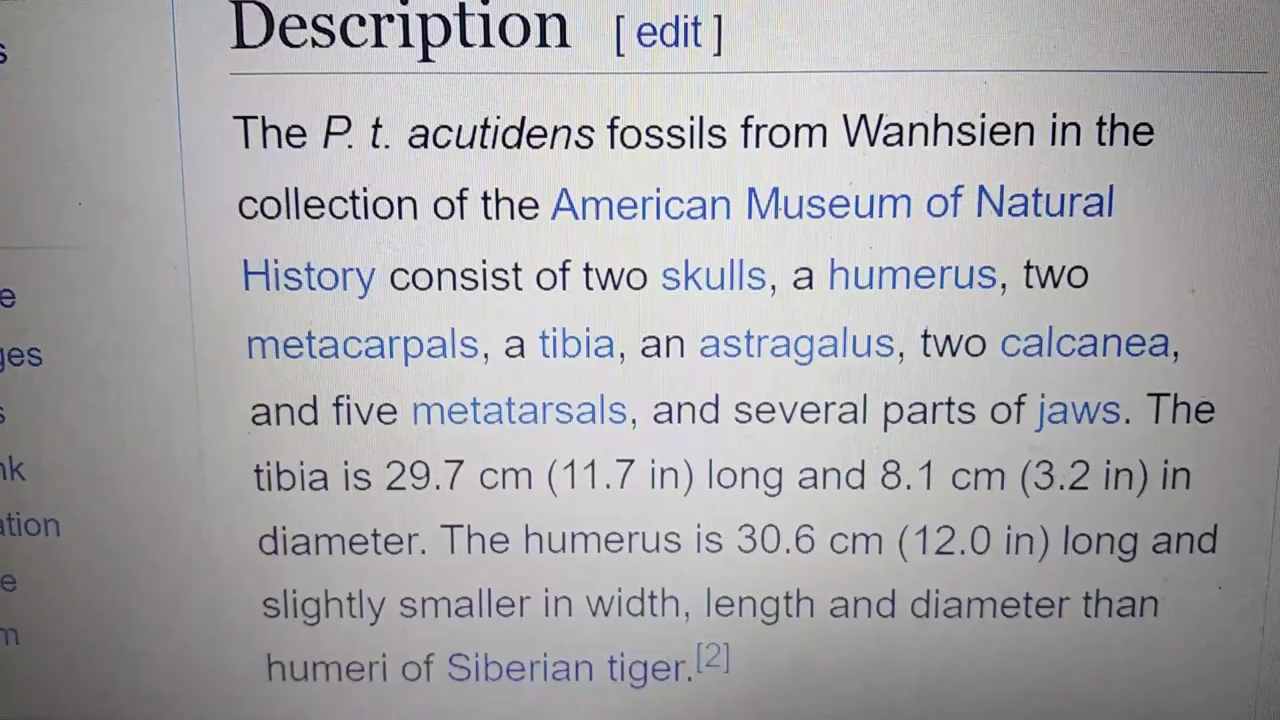 Description [ edit ]
The P. t. acutidens fossils from Wanhsien in the
collection of the American Museum of Natural
History consist of two skulls, a humerus, two
metacarpals, a tibia, an astragalus, two calcanea,
and five metatarsals, and several parts of jaws. The
tibia is 29.7 cm (11.7 in) long and 8.1 cm (3.2 in) in
diameter. The humerus is 30.6 cm (12.0 in) long and
slightly smaller in width, length and diameter than
humeri of Siberian tiger.[2]